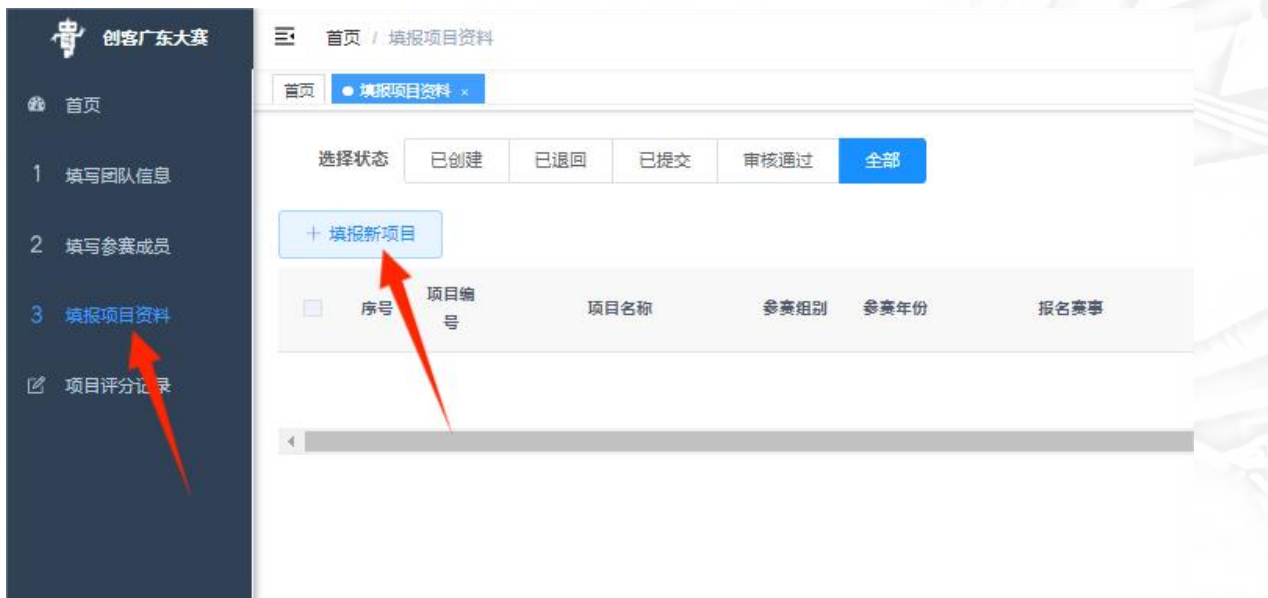 创客广东大赛
首页 / 填报项目资料
首页
填报项目资料 ×
首页
1 填写团队信息
2 填写参赛成员
3 填报项目资料
项目评分记录
选择状态 已创建 已退回 已提交 审核通过 全部
+ 填报新项目
序号 项目编号 项目名称 参赛组别 参赛年份 报名赛事